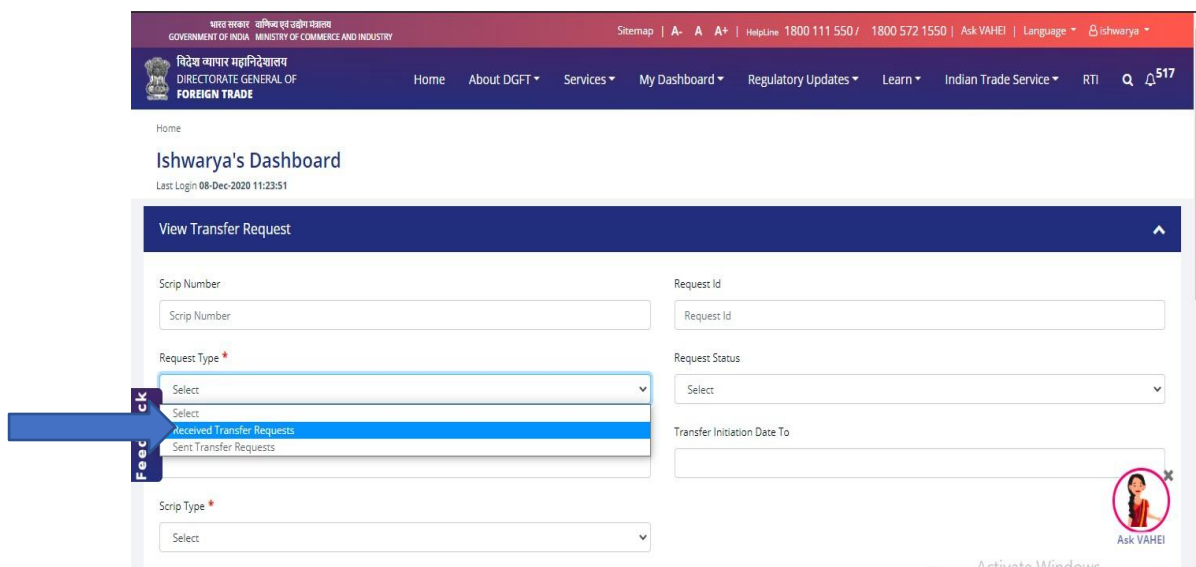 भारत सरकार वाणिज्य एवं उद्योग मंत्रालय
GOVERNMENT OF INDIA MINISTRY OF COMMERCE AND INDUSTRY
Sitemap | A- A A+ | HelpLine 1800 111 550 / 1800 572 1550 | Ask VAHEI | Language ishwarya
विदेश व्यापार महानिदेशालय
DIRECTORATE GENERAL OF
FOREIGN TRADE
Home About DGFT Services My Dashboard Regulatory Updates Learn Indian Trade Service RTI 517
Home
Ishwarya's Dashboard
Last Login 08-Dec-2020 11:23:51
View Transfer Request
Scrip Number Request Id
Scrip Number Request Id
Request Type * Request Status
Select Select
Select
Received Transfer Requests
Sent Transfer Requests
Transfer Initiation Date To
Scrip Type *
Select
Ask VAHEI
Activate Windows